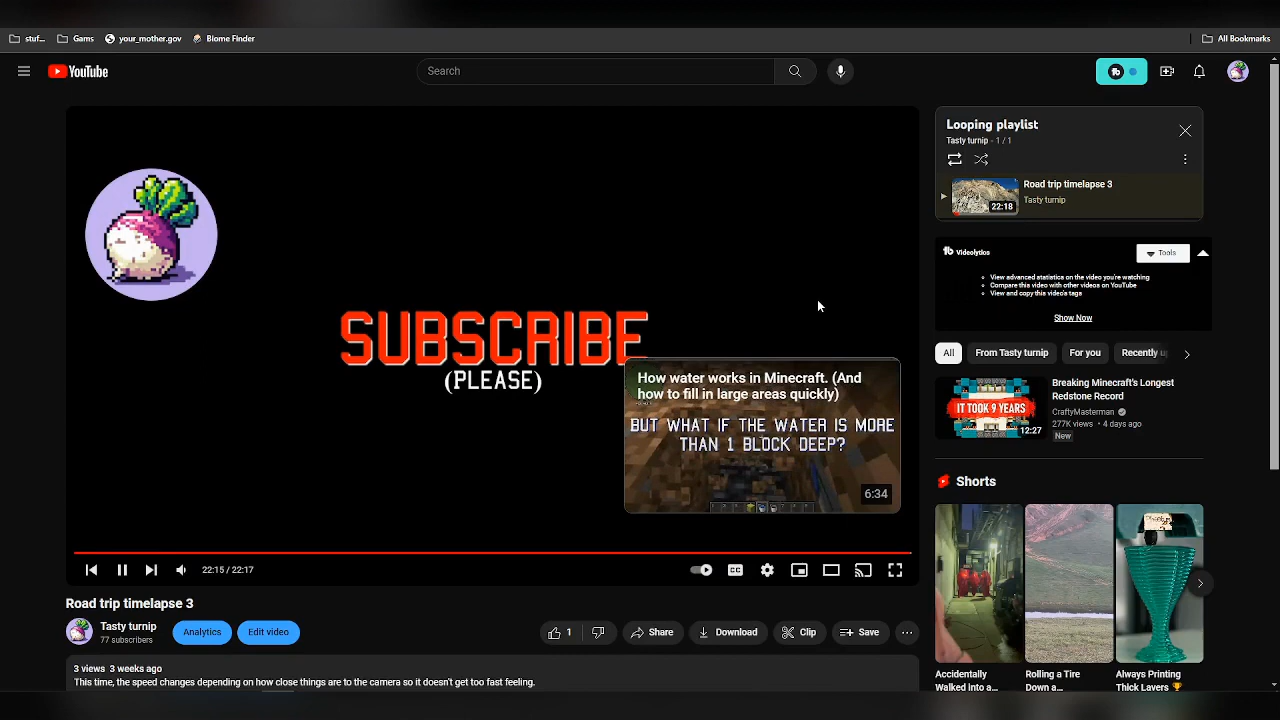 stuf...
Gams
your_mother.gov
Biome Finder
All Bookmarks
YouTube
Search
Looping playlist
Tasty turnip - 1 / 1
Road trip timelapse 3
Tasty turnip
22:18
Videolytics
Tools
View advanced statistics on the video you're watching
Compare this video with other videos on YouTube
View and copy this video's tags
Show Now
SUBSCRIBE
(PLEASE)
How water works in Minecraft. (And
how to fill in large areas quickly)
BUT WHAT IF THE WATER IS MORE
THAN 1 BLOCK DEEP?
6:34
All
From Tasty turnip
For you
Recently u
IT TOOK 9 YEARS
12:27
Breaking Minecraft's Longest
Redstone Record
CraftyMasterman
277K views • 4 days ago
New
Shorts
22:15 / 22:17
CC
Road trip timelapse 3
Tasty turnip
77 subscribers
Analytics
Edit video
1
Share
Download
Clip
Save
Accidentally
Walked Into a...
Rolling a Tire
Down a...
Always Printing
Thick Layers 🏆
3 views 3 weeks ago
This time, the speed changes depending on how close things are to the camera so it doesn't get too fast feeling.